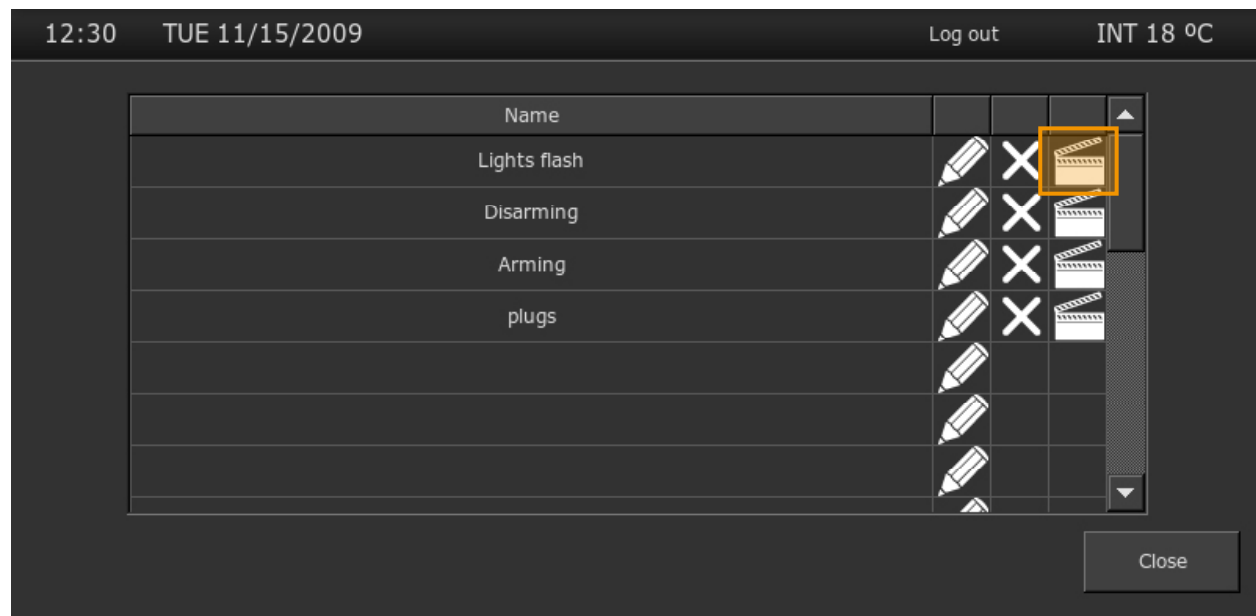 12:30 TUE 11/15/2009 Log out INT 18 ºC
Name
Lights flash
Disarming
Arming
plugs
Close